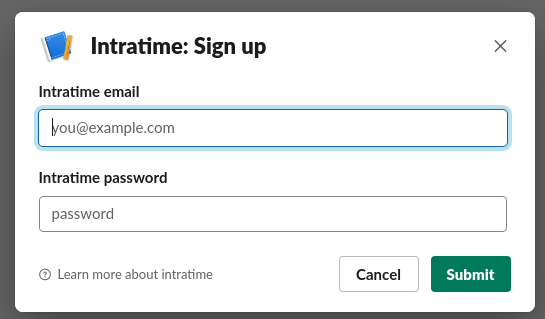 Intratime: Sign up
Intratime email
you@example.com
Intratime password
password
Learn more about intratime
Cancel
Submit